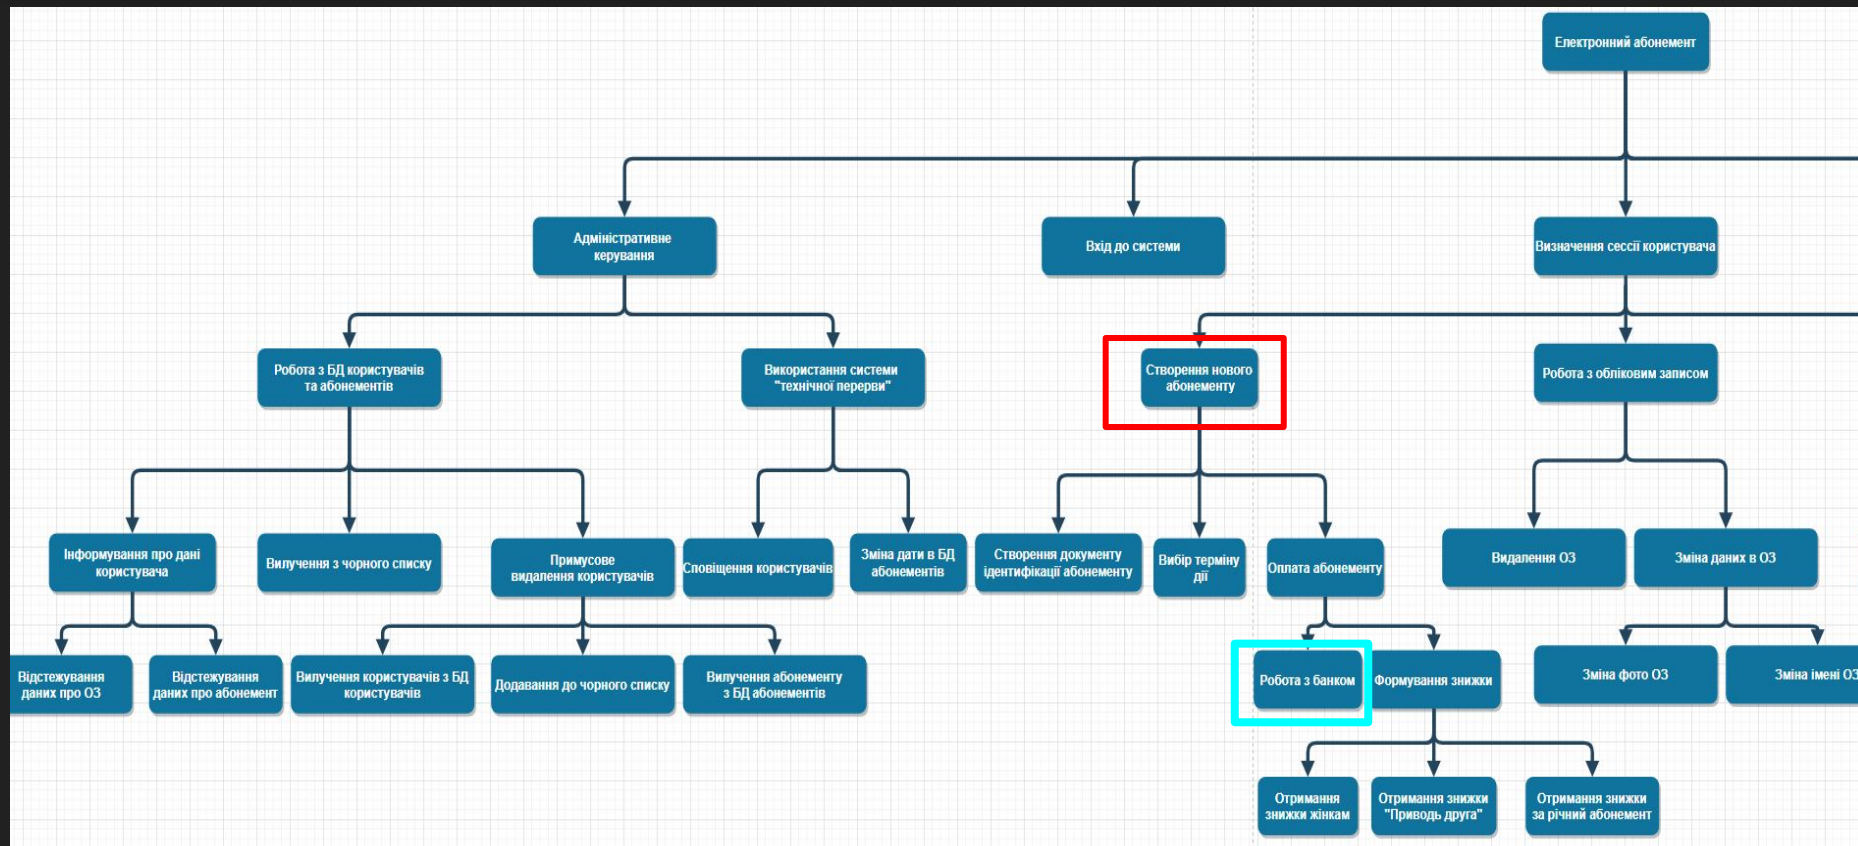 Електронний абонемент
Адміністративне
керування
Вхід до системи
Визначення сессії користувача
Робота з БД користувачів
та абонементів
Використання системи
"технічної перерви"
Створення нового
абонементу
Робота з обліковим записом
Інформування про дані
користувача
Вилучення з чорного списку
Примусове
видалення користувачів
Сповіщення користувачів
Зміна дати в БД
абонементів
Створення документу
ідентифікації абонементу
Вибір терміну
дії
Оплата абонементу
Видалення ОЗ
Зміна даних в ОЗ
Відстежування
даних про ОЗ
Відстежування
даних про абонемент
Вилучення користувачів з БД
користувачів
Додавання до чорного списку
Вилучення абонементу
з БД абонементів
Робота з банком
Формування знижки
Зміна фото ОЗ
Зміна імені ОЗ
Отримання
знижки жінкам
Отримання знижки
"Приводь друга"
Отримання знижки
за річний абонемент